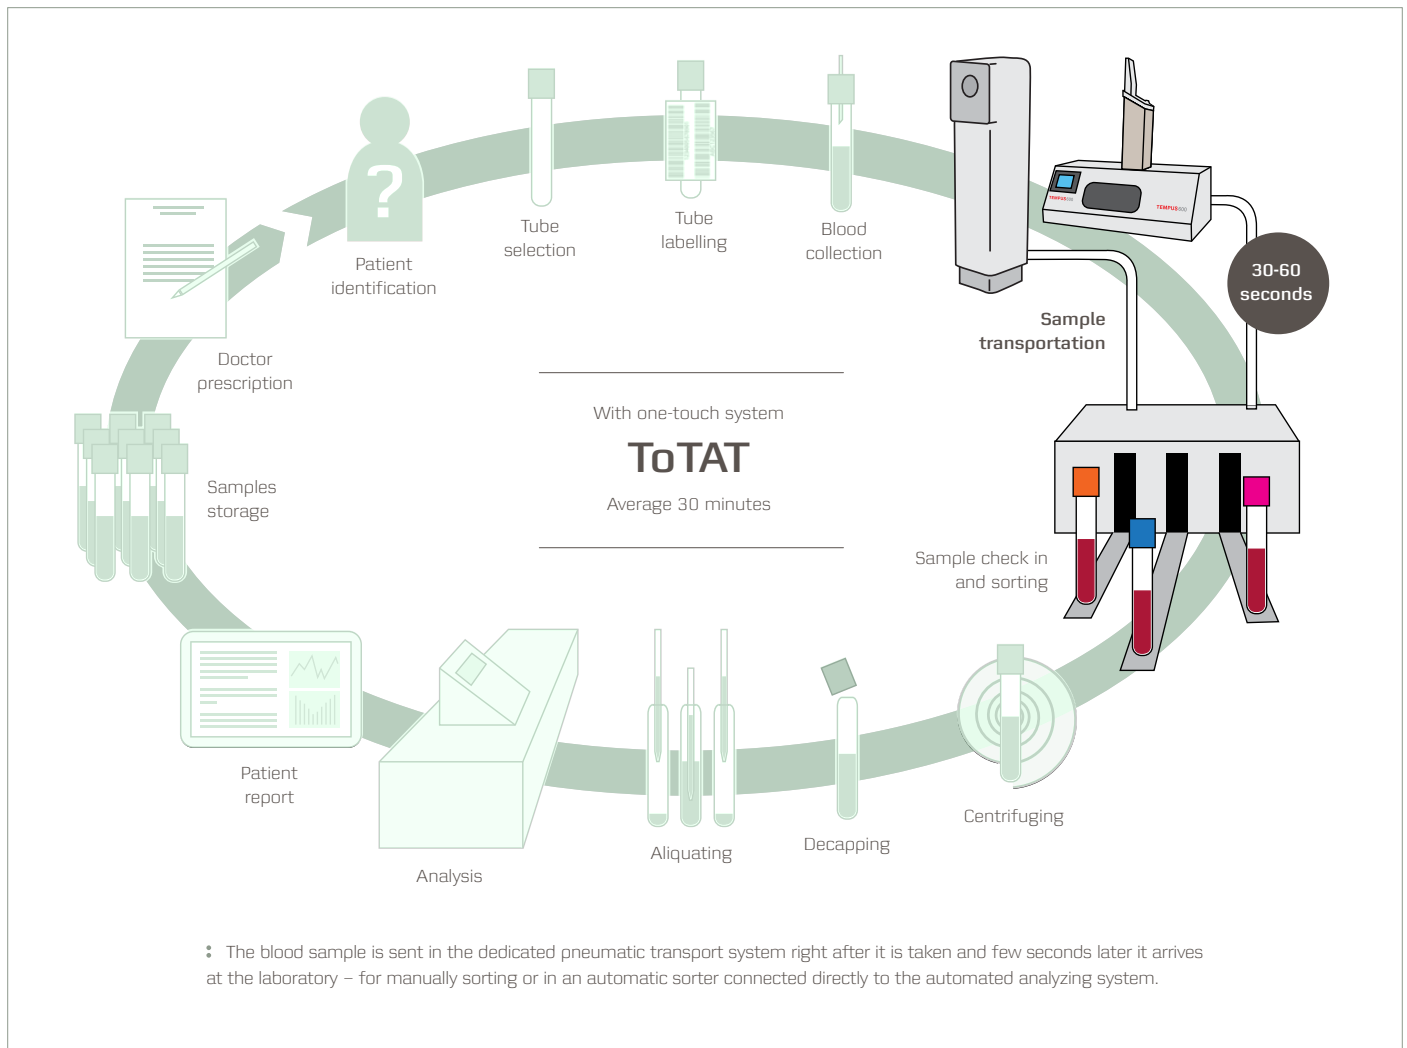 ?
Patient
identification
Tube
selection
Tube
labelling
Blood
collection
TEMPUS600
TEMPUS600
30-60
seconds
Sample
transportation
Doctor
prescription
With one-touch system
ToTAT
Average 30 minutes
Samples
storage
Sample check in
and sorting
Patient
report
Analysis
Aliquating
Decapping
Centrifuging
: The blood sample is sent in the dedicated pneumatic transport system right after it is taken and few seconds later it arrives
at the laboratory – for manually sorting or in an automatic sorter connected directly to the automated analyzing system.